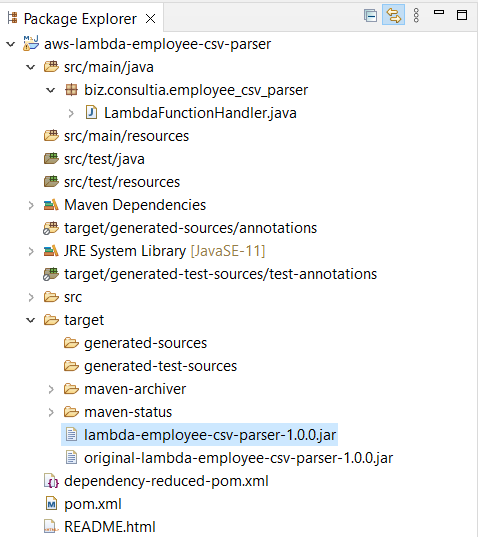 Package Explorer
aws-lambda-employee-csv-parser
src/main/java
biz.consultia.employee_csv_parser
LambdaFunctionHandler.java
src/main/resources
src/test/java
src/test/resources
Maven Dependencies
target/generated-sources/annotations
JRE System Library [JavaSE-11]
target/generated-test-sources/test-annotations
src
target
generated-sources
generated-test-sources
maven-archiver
maven-status
lambda-employee-csv-parser-1.0.0.jar
original-lambda-employee-csv-parser-1.0.0.jar
dependency-reduced-pom.xml
pom.xml
README.html